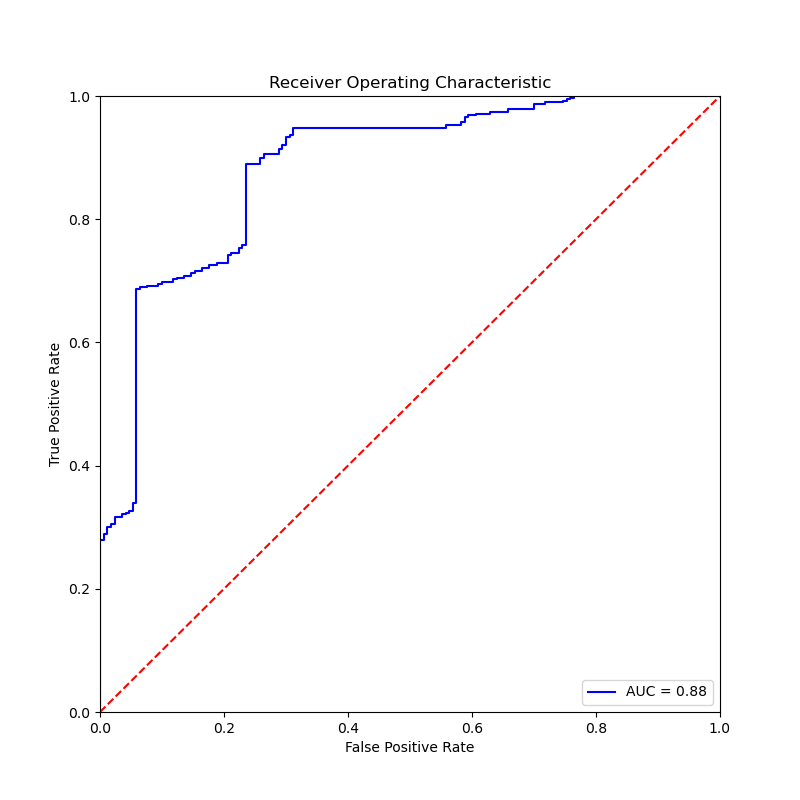 Receiver Operating Characteristic
1.0
0.8
0.6
0.4
0.2
0.0
True Positive Rate
AUC = 0.88
0.0 0.2 0.4 0.6 0.8 1.0
False Positive Rate